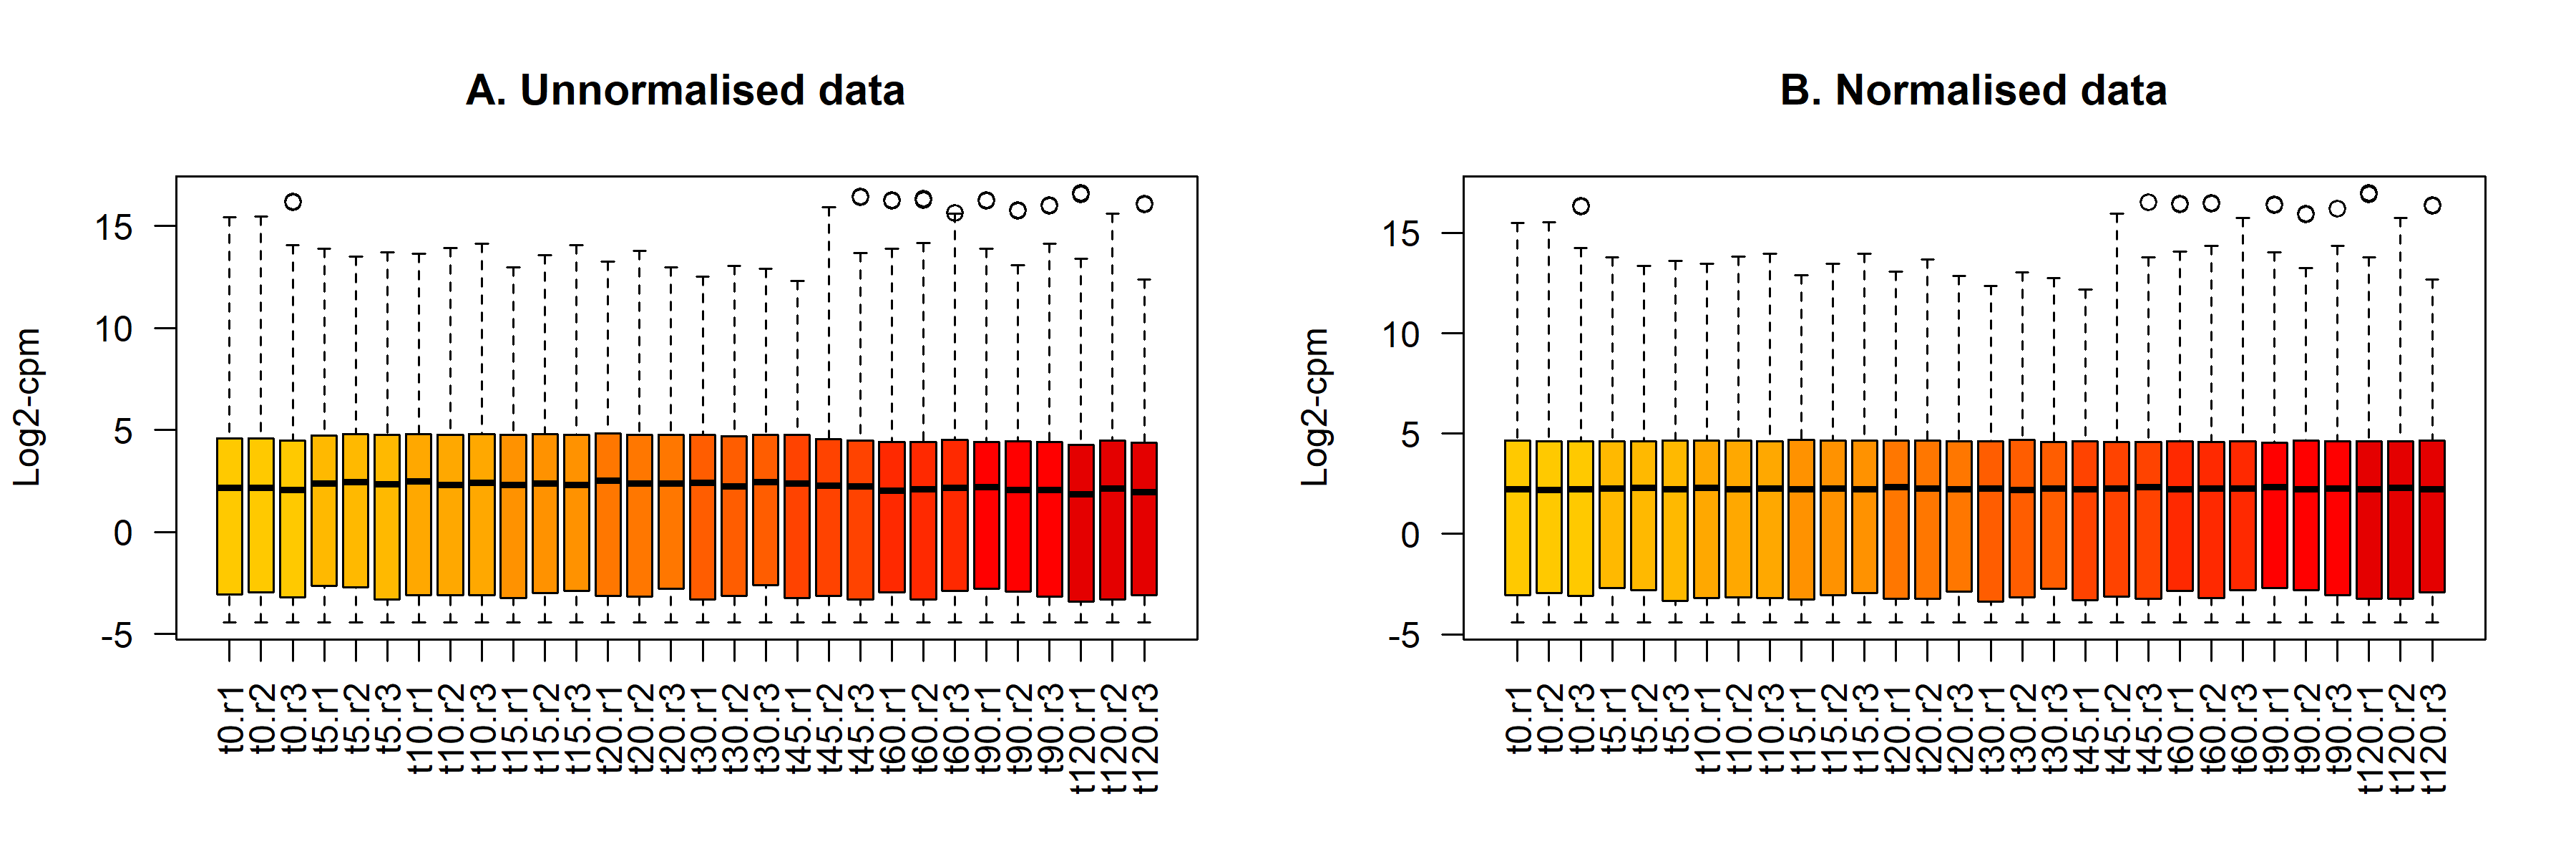 A. Unnormalised data
Log2-cpm
15
10
5
0
-5
t0.r1
t0.r2
t0.r3
t5.r1
t5.r2
t5.r3
t10.r1
t10.r2
t10.r3
t15.r1
t15.r2
t15.r3
t20.r1
t20.r2
t20.r3
t30.r1
t30.r2
t30.r3
t45.r1
t45.r2
t45.r3
t60.r1
t60.r2
t60.r3
t90.r1
t90.r2
t90.r3
t120.r1
t120.r2
t120.r3
B. Normalised data
Log2-cpm
15
10
5
0
-5
t0.r1
t0.r2
t0.r3
t5.r1
t5.r2
t5.r3
t10.r1
t10.r2
t10.r3
t15.r1
t15.r2
t15.r3
t20.r1
t20.r2
t20.r3
t30.r1
t30.r2
t30.r3
t45.r1
t45.r2
t45.r3
t60.r1
t60.r2
t60.r3
t90.r1
t90.r2
t90.r3
t120.r1
t120.r2
t120.r3